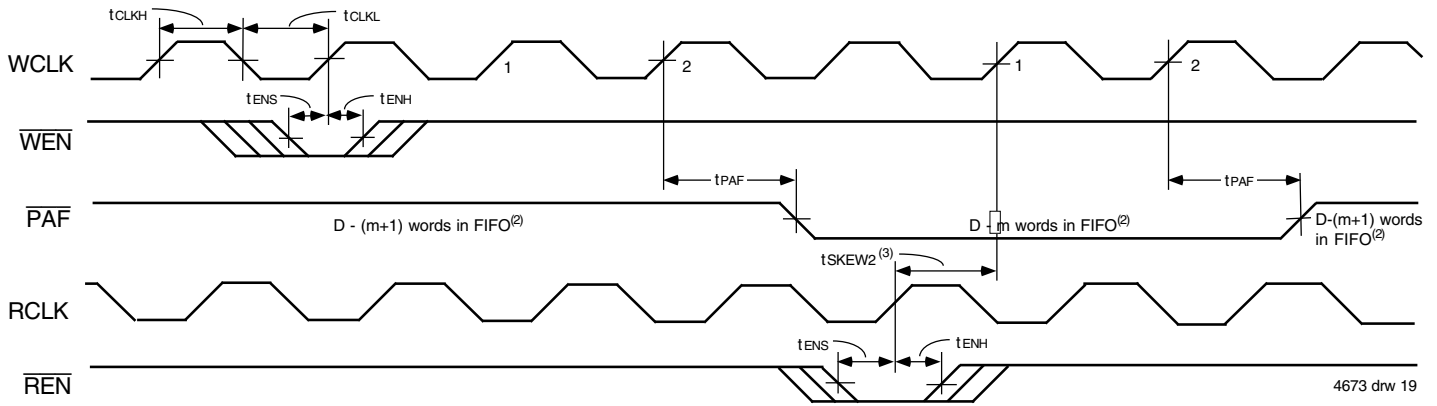 tCLKH
tCLKL
WCLK
1
2
1
2
tENS
tENH
WEN
tPAF
tPAF
PAF
D - (m+1) words in FIFO(2)
D - m words in FIFO(2)
D-(m+1) words
in FIFO(2)
tSKEW2 (3)
RCLK
tENS
tENH
REN
4673 drw 19